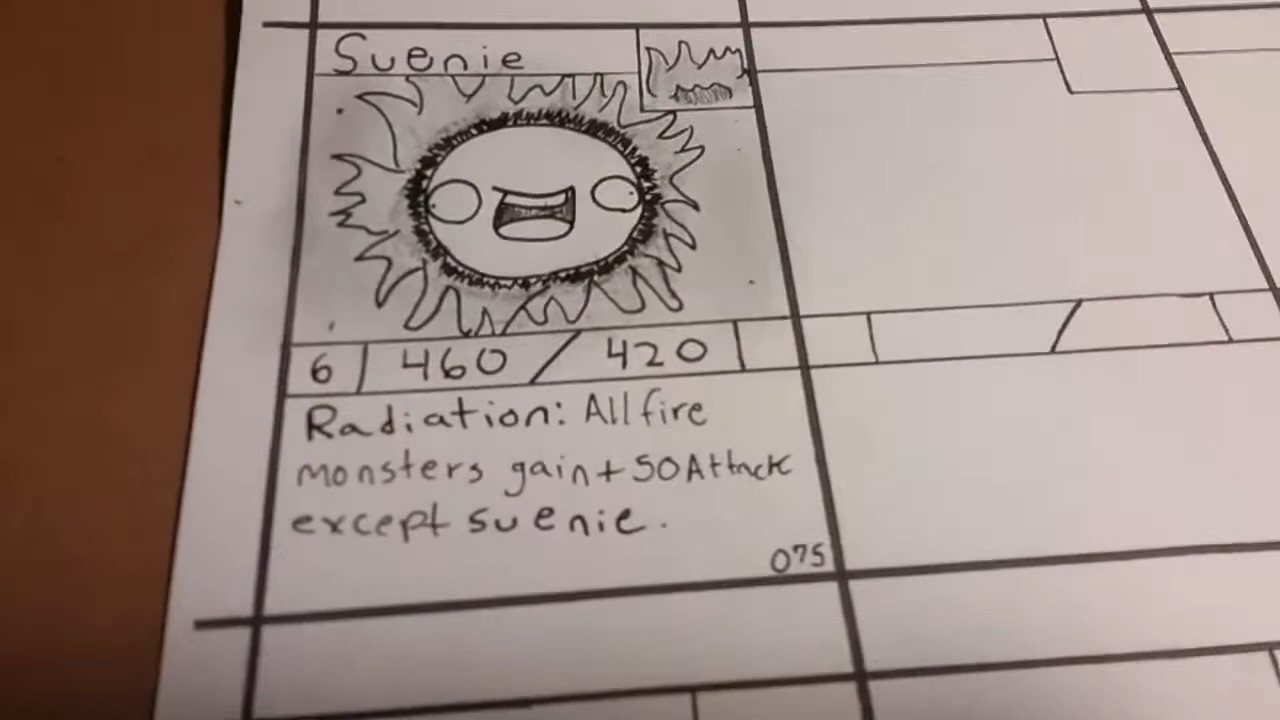 Suenie
6 460 / 420
Radiation: All fire
monsters gain +50 Attack
except suenie.
075